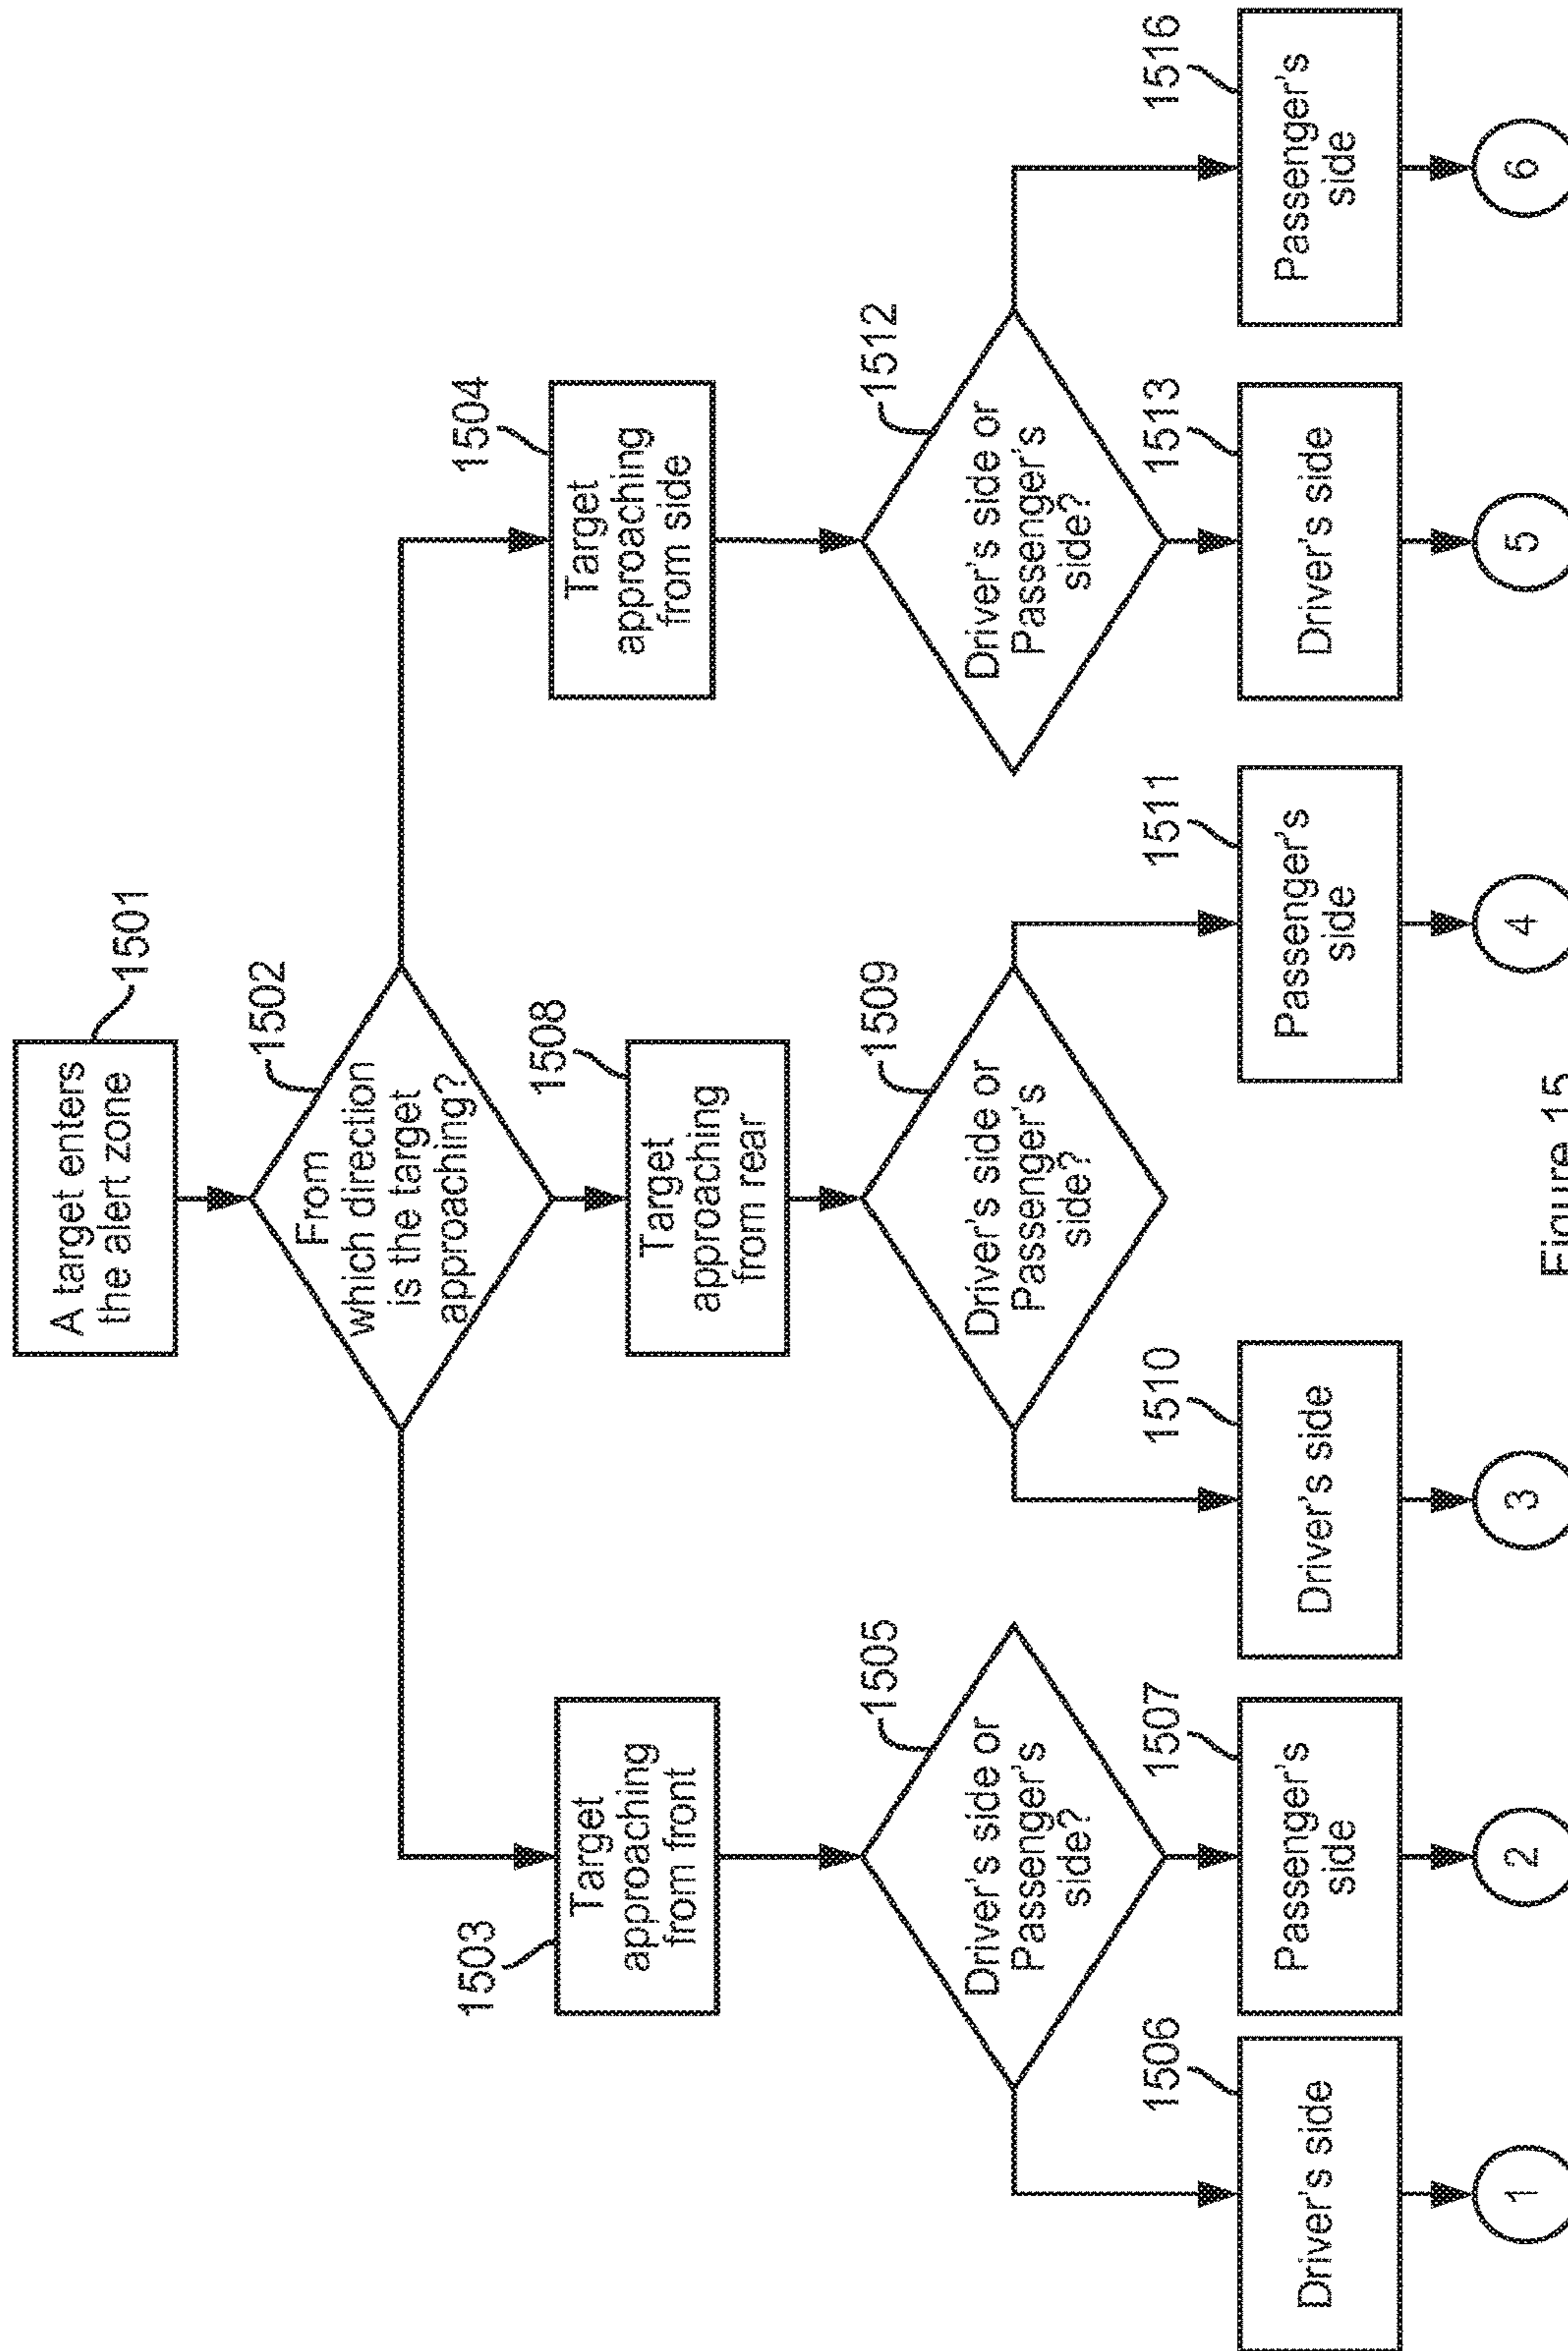 A target enters
the alert zone
1501
From
which direction
is the target
approaching?
1502
1503
Target
approaching
from front
Target
approaching
from rear
1508
Target
approaching
from side
1504
Driver's side or
Passenger's
side?
1505
Driver's side or
Passenger's
side?
1509
Driver's side or
Passenger's
side?
1512
Driver's side
1506
Passenger's
side
1507
Driver's side
1510
Passenger's
side
1511
Driver's side
1513
Passenger's
side
1516
1
2
3
4
5
6
Figure 15